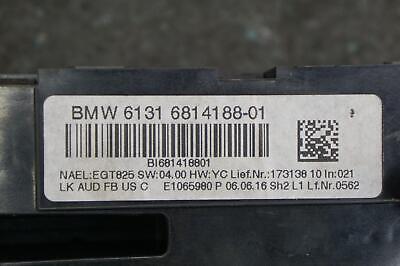 BMW 6131 6814188-01
BI681418801
NAEL:EGT825 SW:04.00 HW:YC Lief.Nr.:173138 10 In:021
LK AUD FB US C E1065980 P 06.06.16 Sh2 L1 Lf.Nr.0562